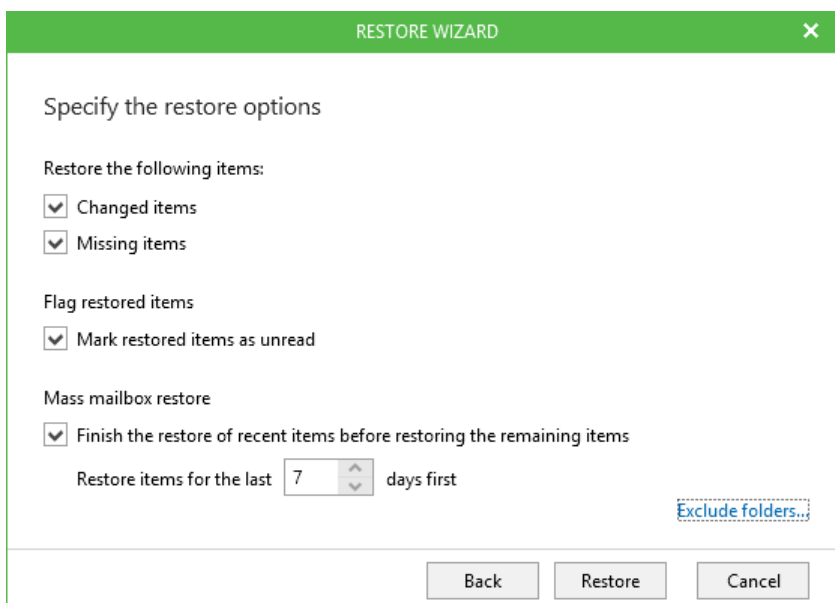 RESTORE WIZARD
Specify the restore options
Restore the following items:
Changed items
Missing items
Flag restored items
Mark restored items as unread
Mass mailbox restore
Finish the restore of recent items before restoring the remaining items
Restore items for the last 7 days first
Exclude folders...
Back Restore Cancel